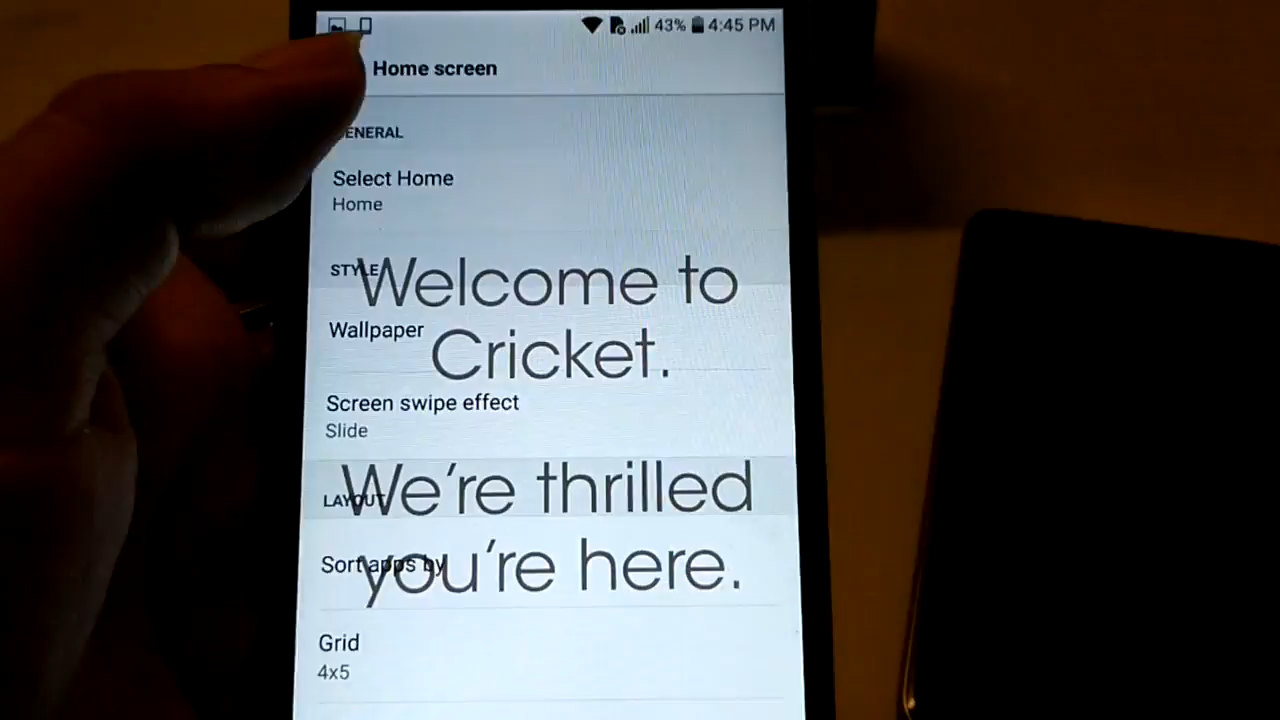 43% 4:45 PM
Home screen
GENERAL
Select Home
Home
STYLE
Welcome to
Wallpaper
Cricket.
Screen swipe effect
Slide
We're thrilled
LAYOUT
you're here.
Sort apps by
Grid
4x5